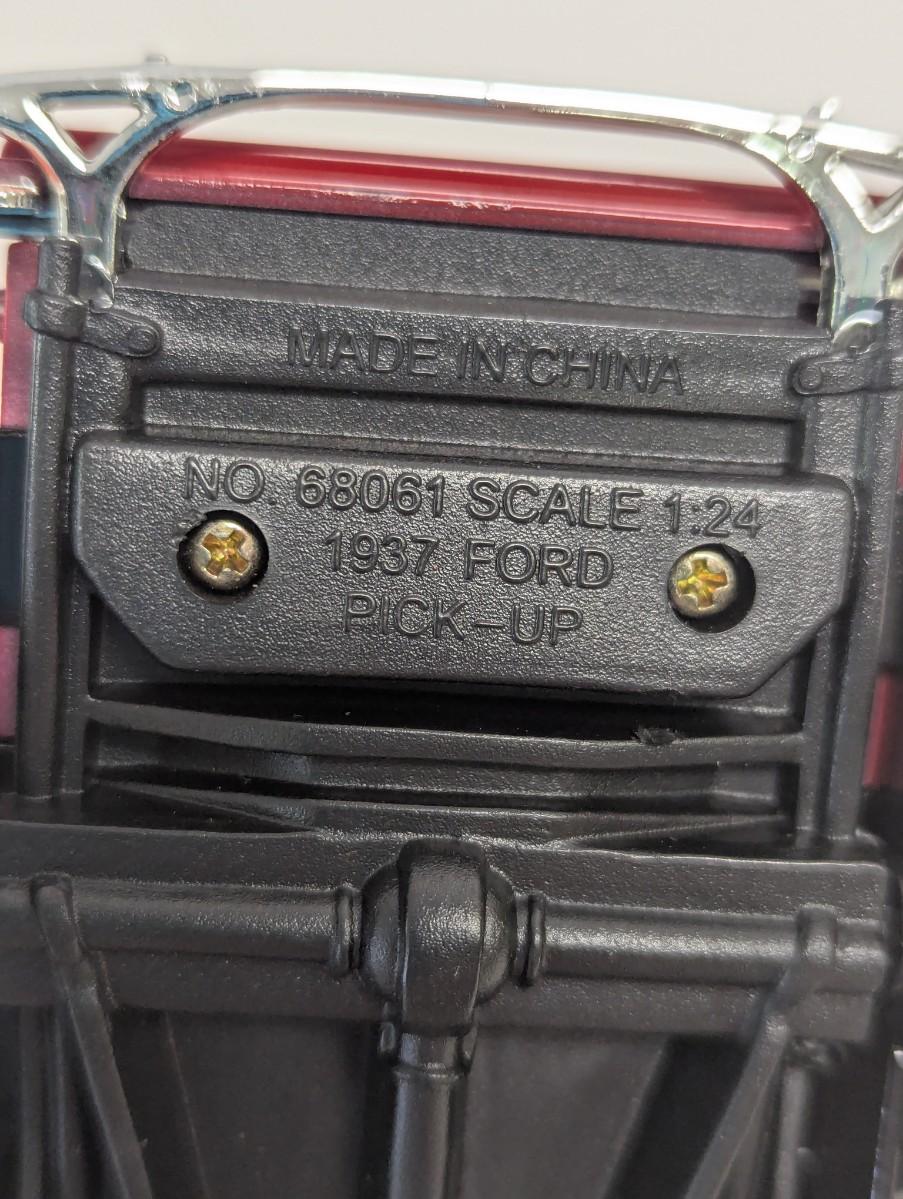 MADE IN CHINA
NO. 68061 SCALE 1:24
1937 FORD
PICK-UP